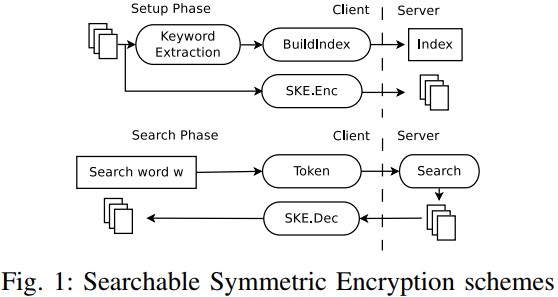 Setup Phase Client Server
Keyword
Extraction
BuildIndex
Index
SKE.Enc
Search Phase Client Server
Search word w
Token
Search
SKE.Dec
Fig. 1: Searchable Symmetric Encryption schemes